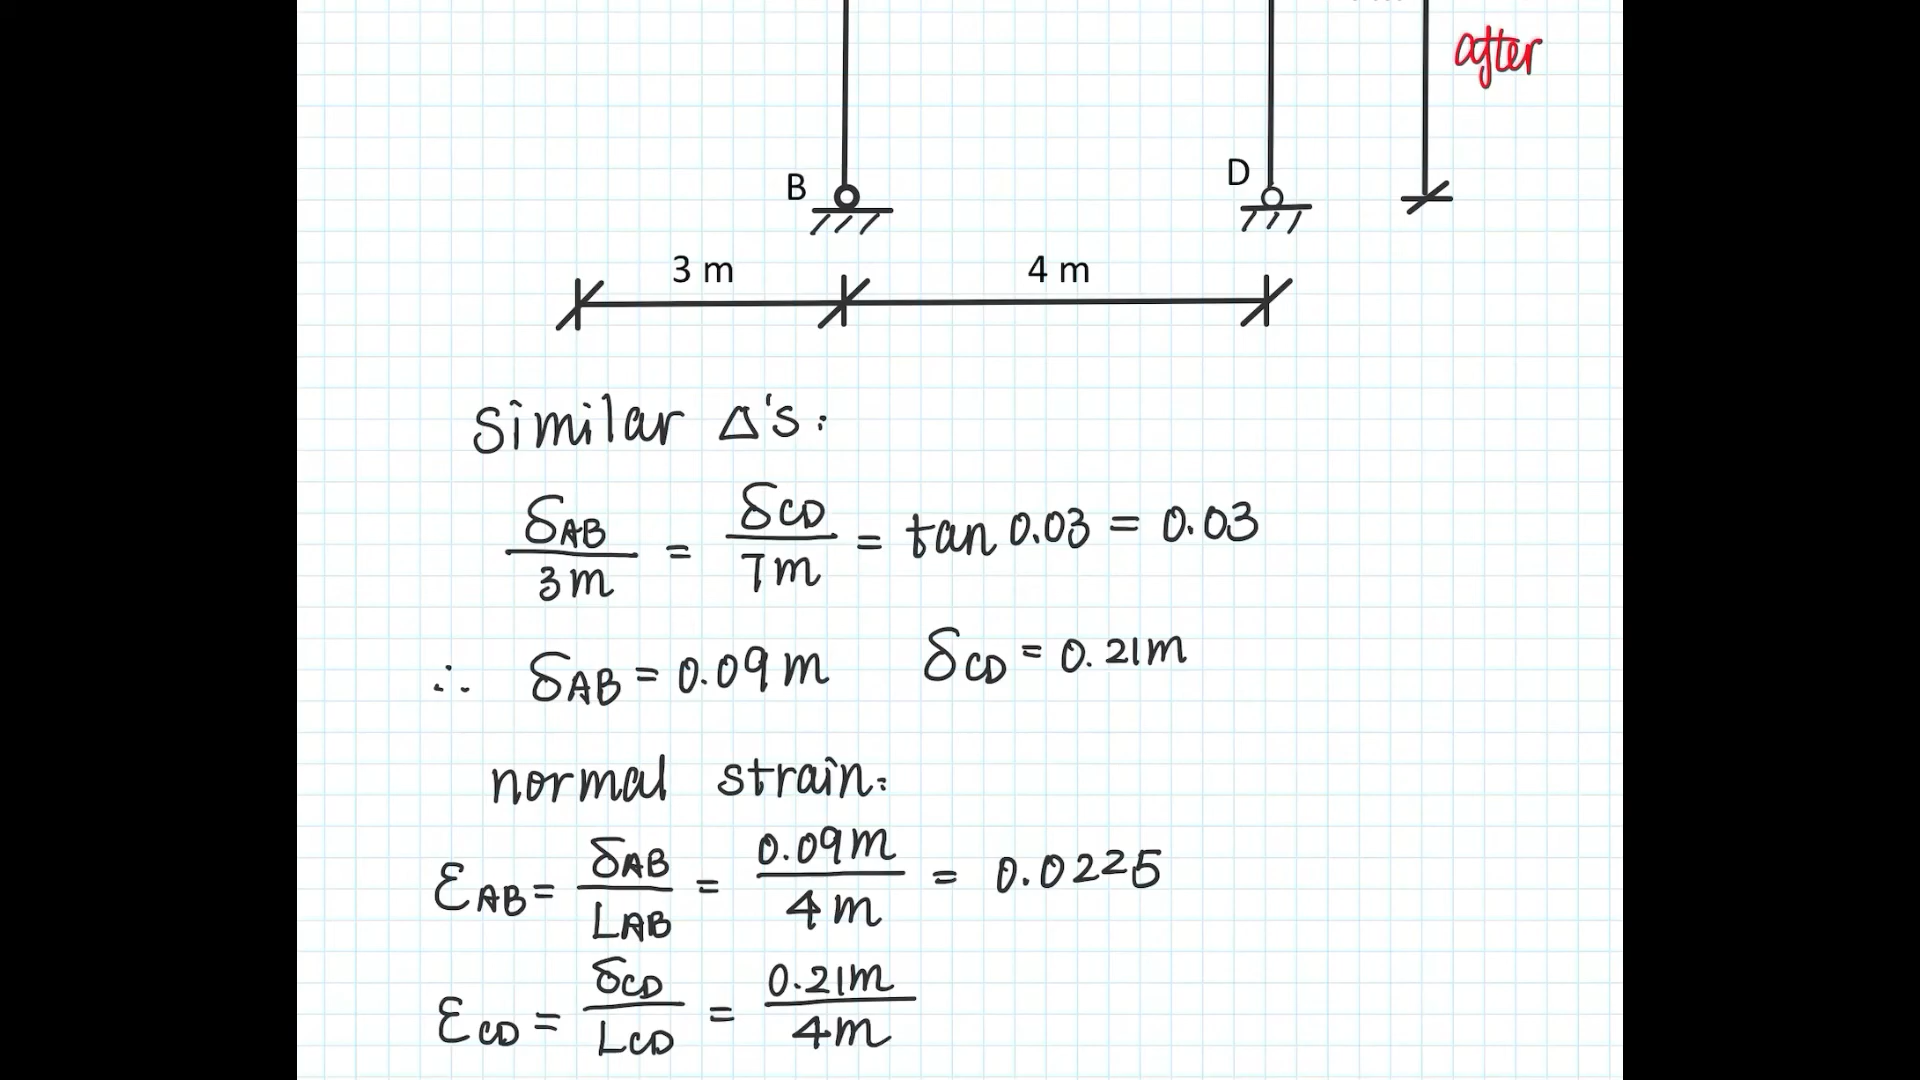 after
B
D
3 m
4 m
similar Δ's:
δAB / 3m = δCD / 7m = tan 0.03 = 0.03
∴ δAB = 0.09m δCD = 0.21m
normal strain:
εAB = δAB / LAB = 0.09m / 4m = 0.0225
εCD = δCD / LCD = 0.21m / 4m